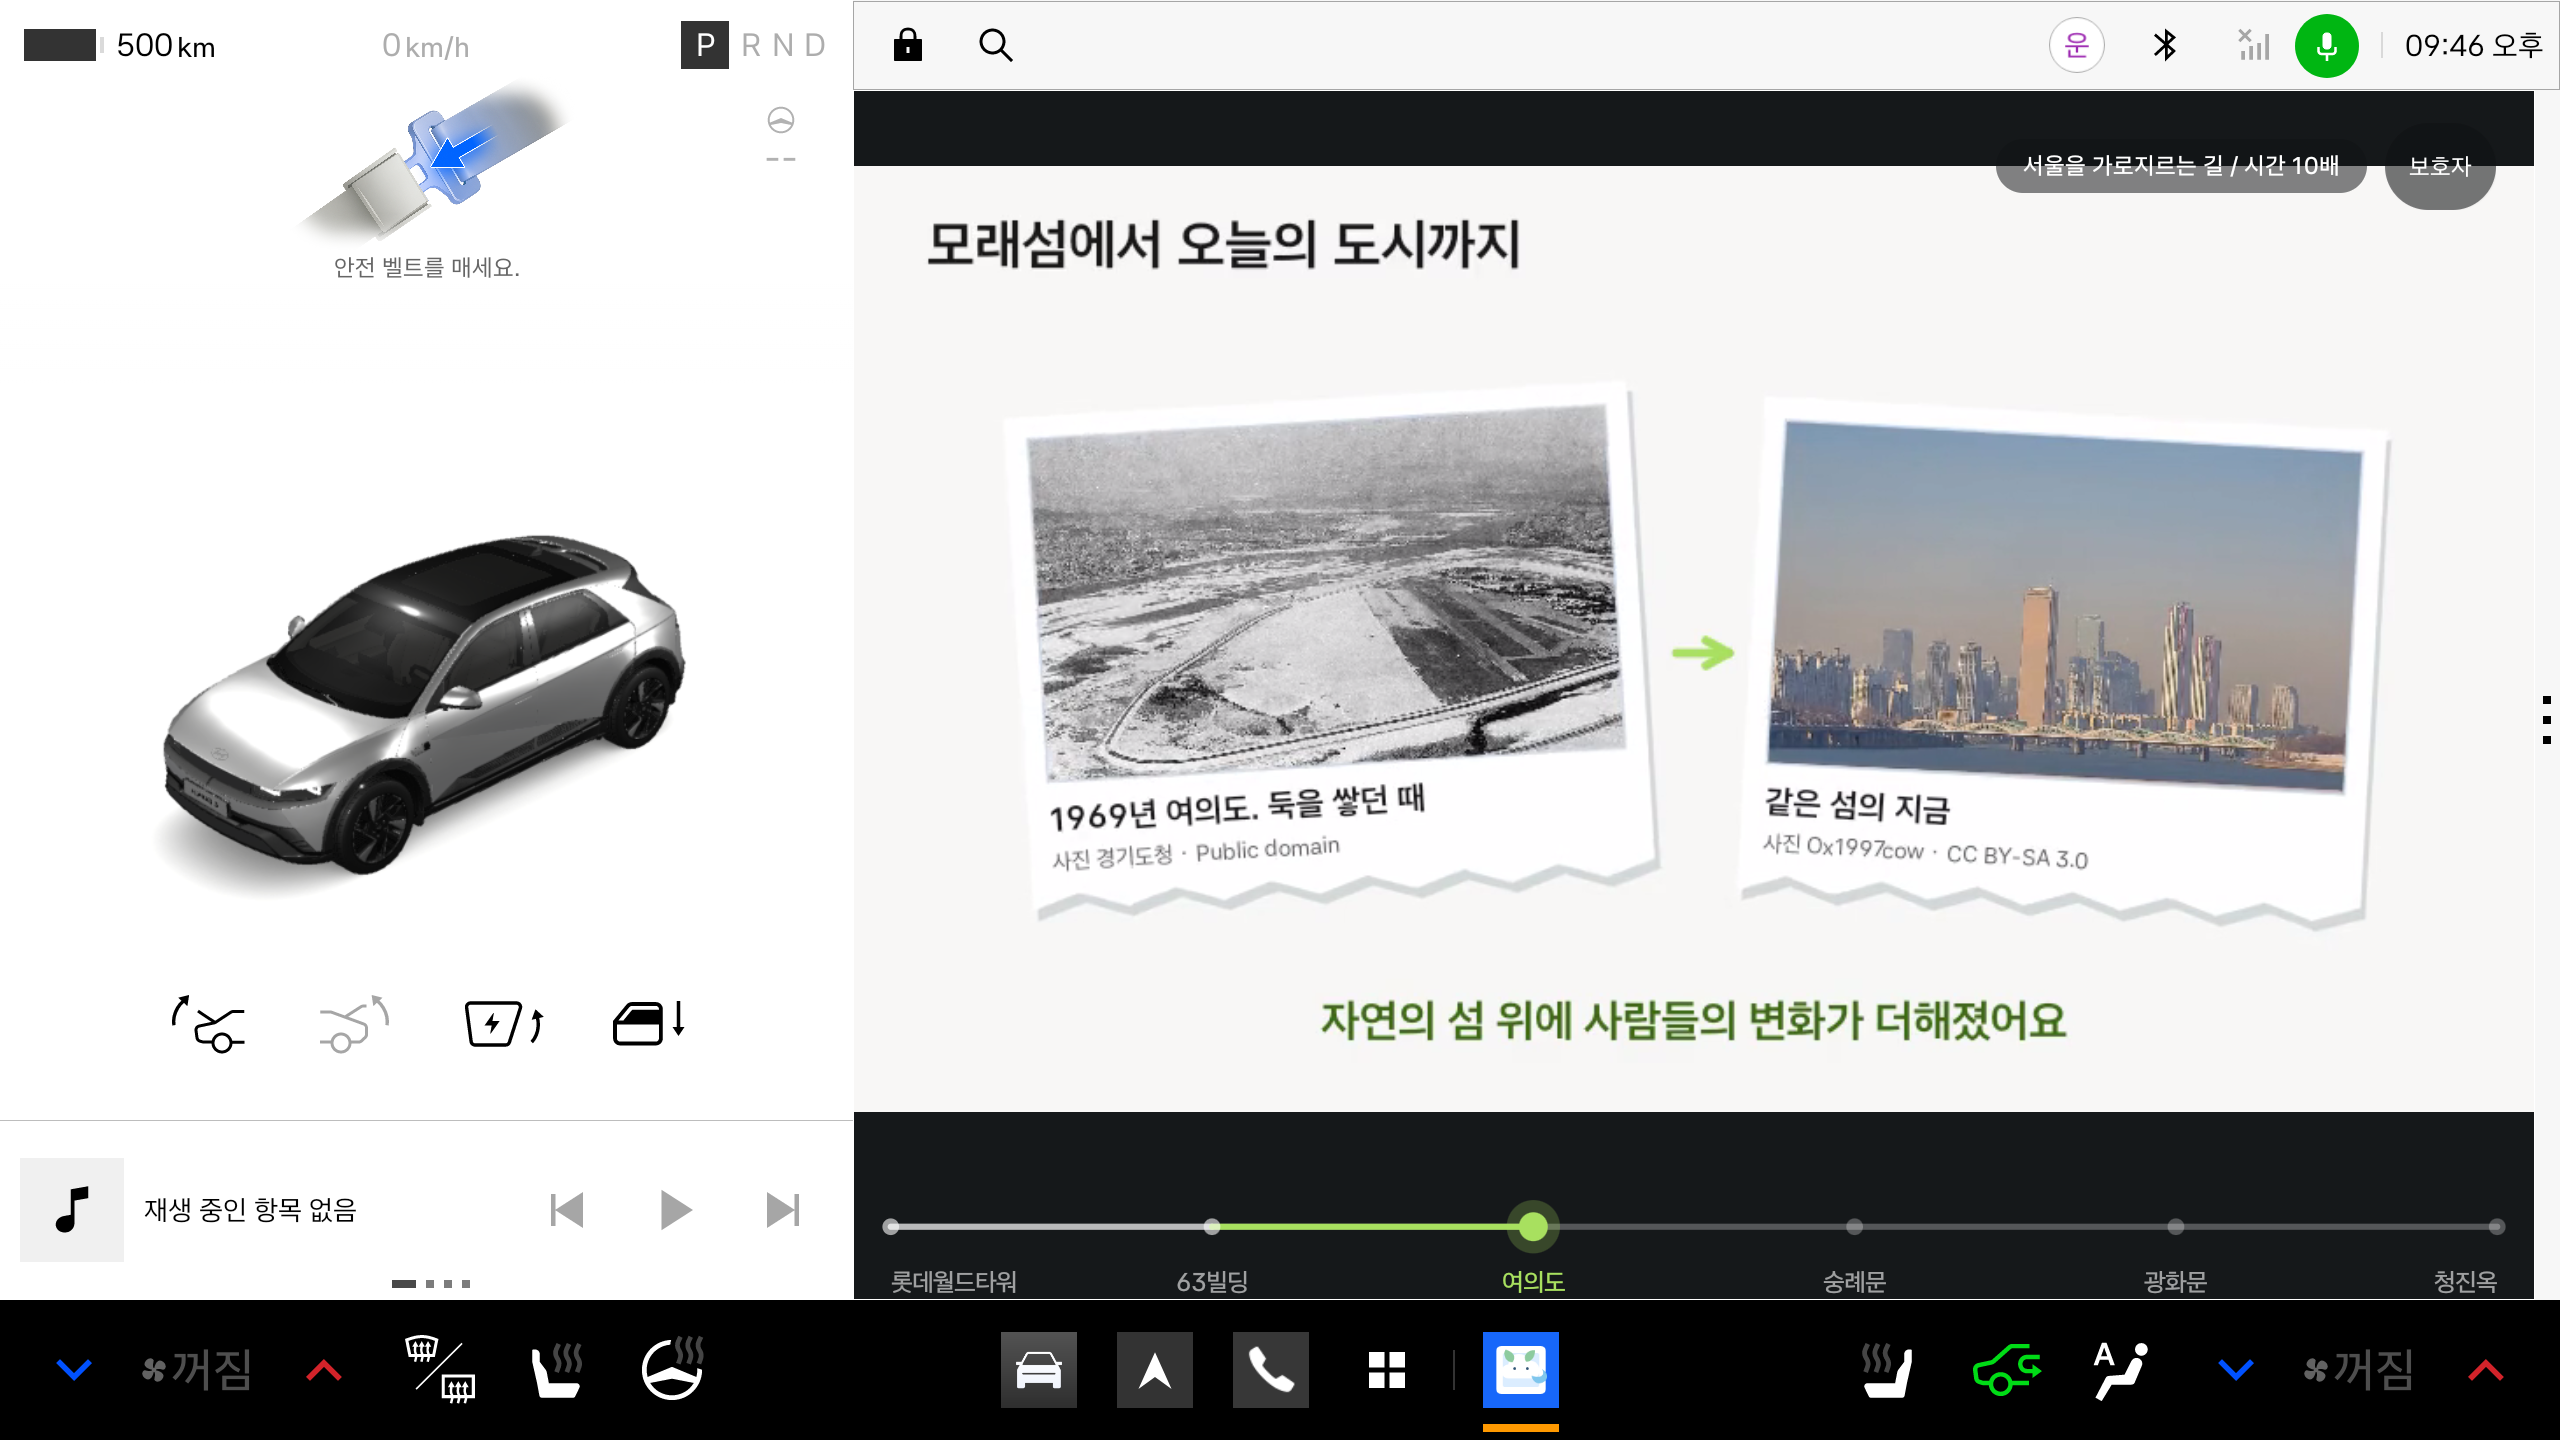 500 km
0 km/h
P R N D
운
09:46 오후
안전 벨트를 매세요.
서울을 가로지르는 길 / 시간 10배
보호자
모래섬에서 오늘의 도시까지
1969년 여의도. 둑을 쌓던 때
사진 경기도청 · Public domain
같은 섬의 지금
사진 Ox1997cow · CC BY-SA 3.0
자연의 섬 위에 사람들의 변화가 더해졌어요
재생 중인 항목 없음
롯데월드타워
63빌딩
여의도
숭례문
광화문
청진옥
꺼짐
A
꺼짐